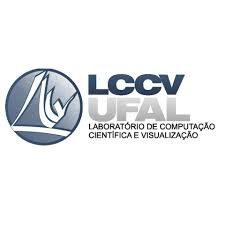 LCCV
UFAL
LABORATÓRIO DE COMPUTAÇÃO
CIENTÍFICA E VISUALIZAÇÃO